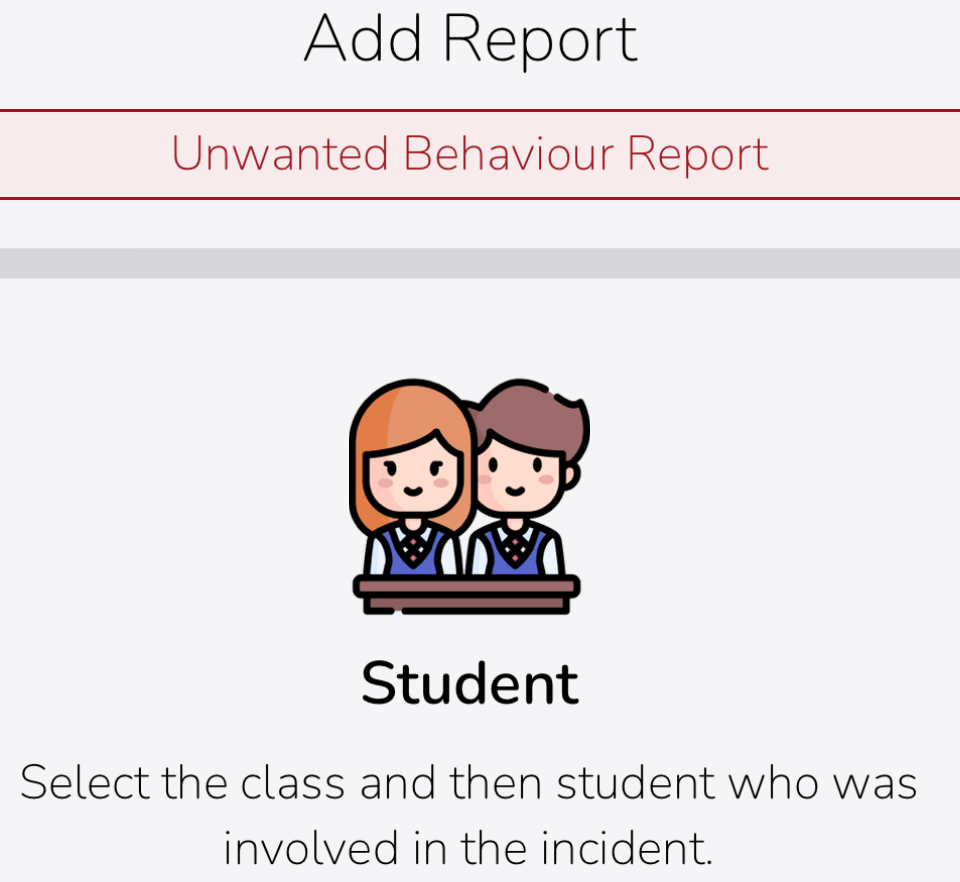 Add Report
Unwanted Behaviour Report
Student
Select the class and then student who was
involved in the incident.